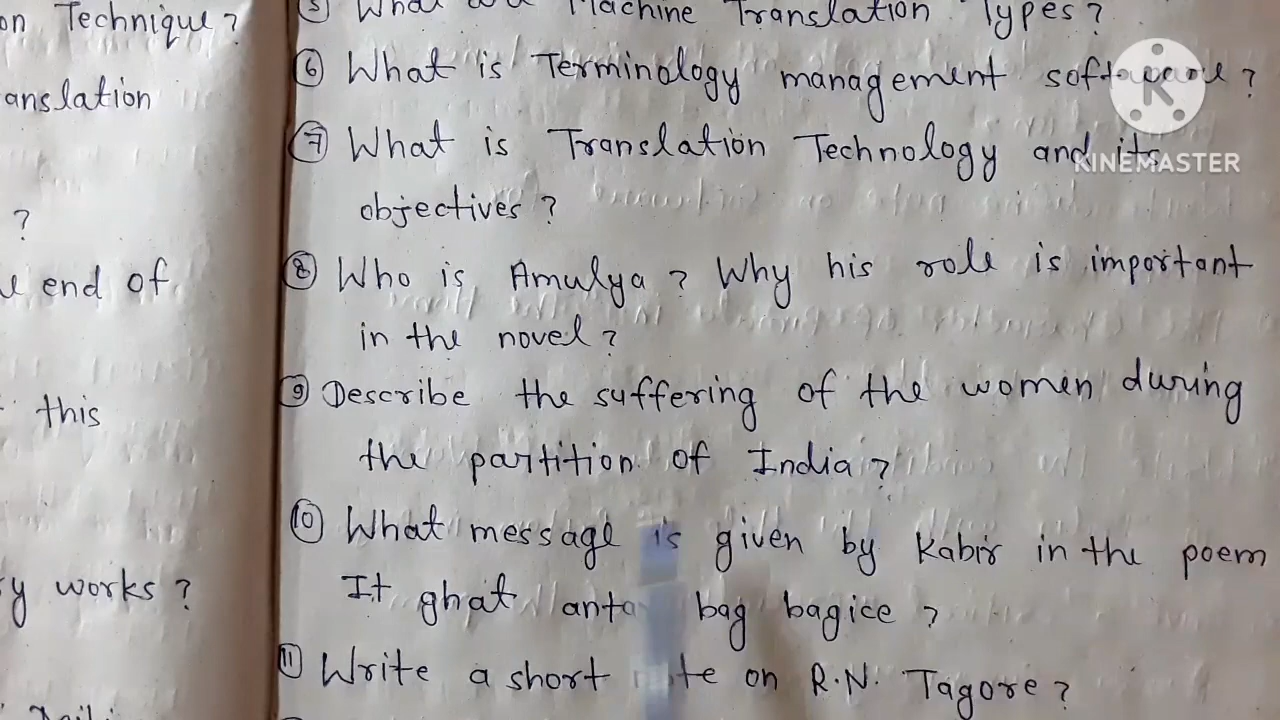 on Technique?
anslation
?
end of
this
y works?
5 What Machine Translation Types?
6 What is Terminology management software?
7 What is Translation Technology and its
objectives?
8 Who is Amulya? Why his role is important
in the novel?
9 Describe the suffering of the women during
the partition of India?
10 What message is given by Kabir in the poem
It ghat bag bagice?
11 Write a short note on R.N. Tagore?
K
KINEMASTER